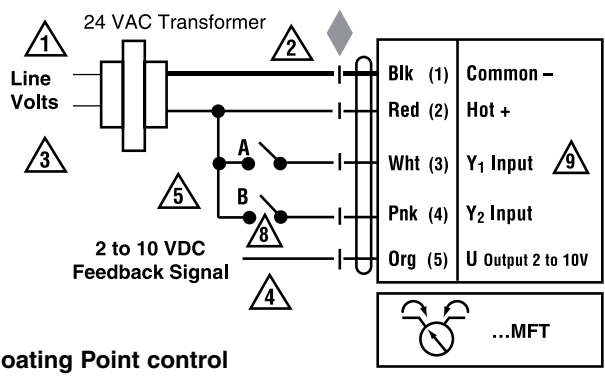 24 VAC Transformer
1
2
Line
Volts
3
Blk (1) Common –
Red (2) Hot +
A
Wht (3) Y₁ Input 9
5
B
Pnk (4) Y₂ Input
8
2 to 10 VDC
Feedback Signal
Org (5) U Output 2 to 10V
4
...MFT
oating Point control